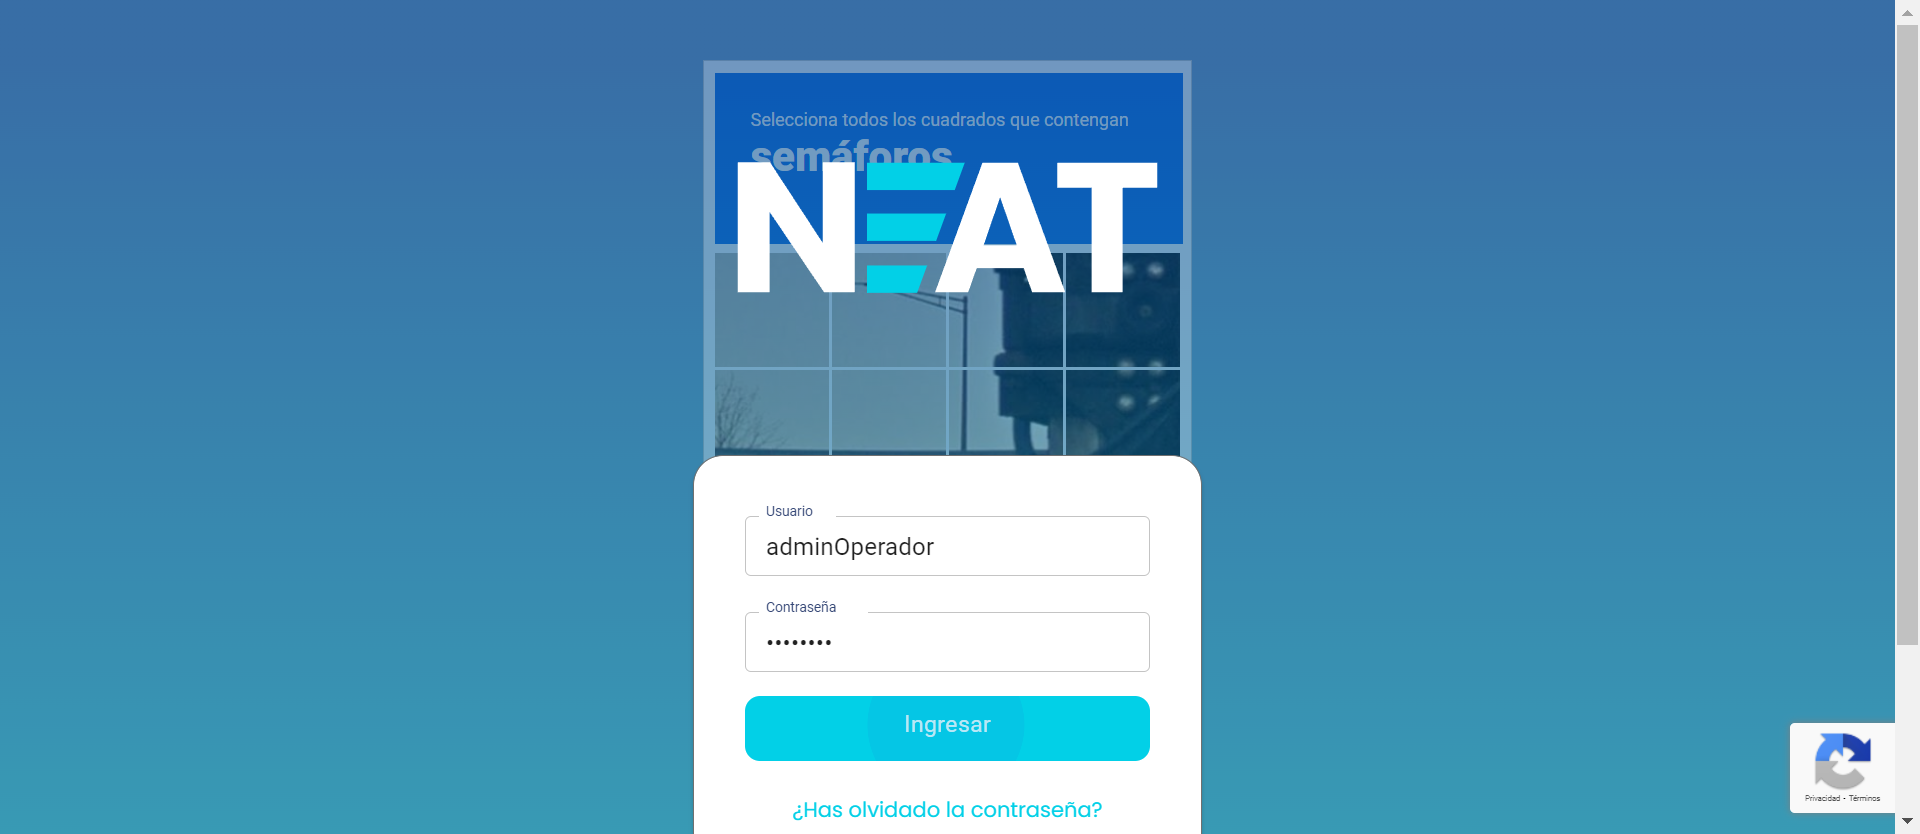 Selecciona todos los cuadrados que contengan
semáforos
NEAT
Usuario
adminOperador
Contraseña
••••••••
Ingresar
¿Has olvidado la contraseña?
Privacidad - Términos